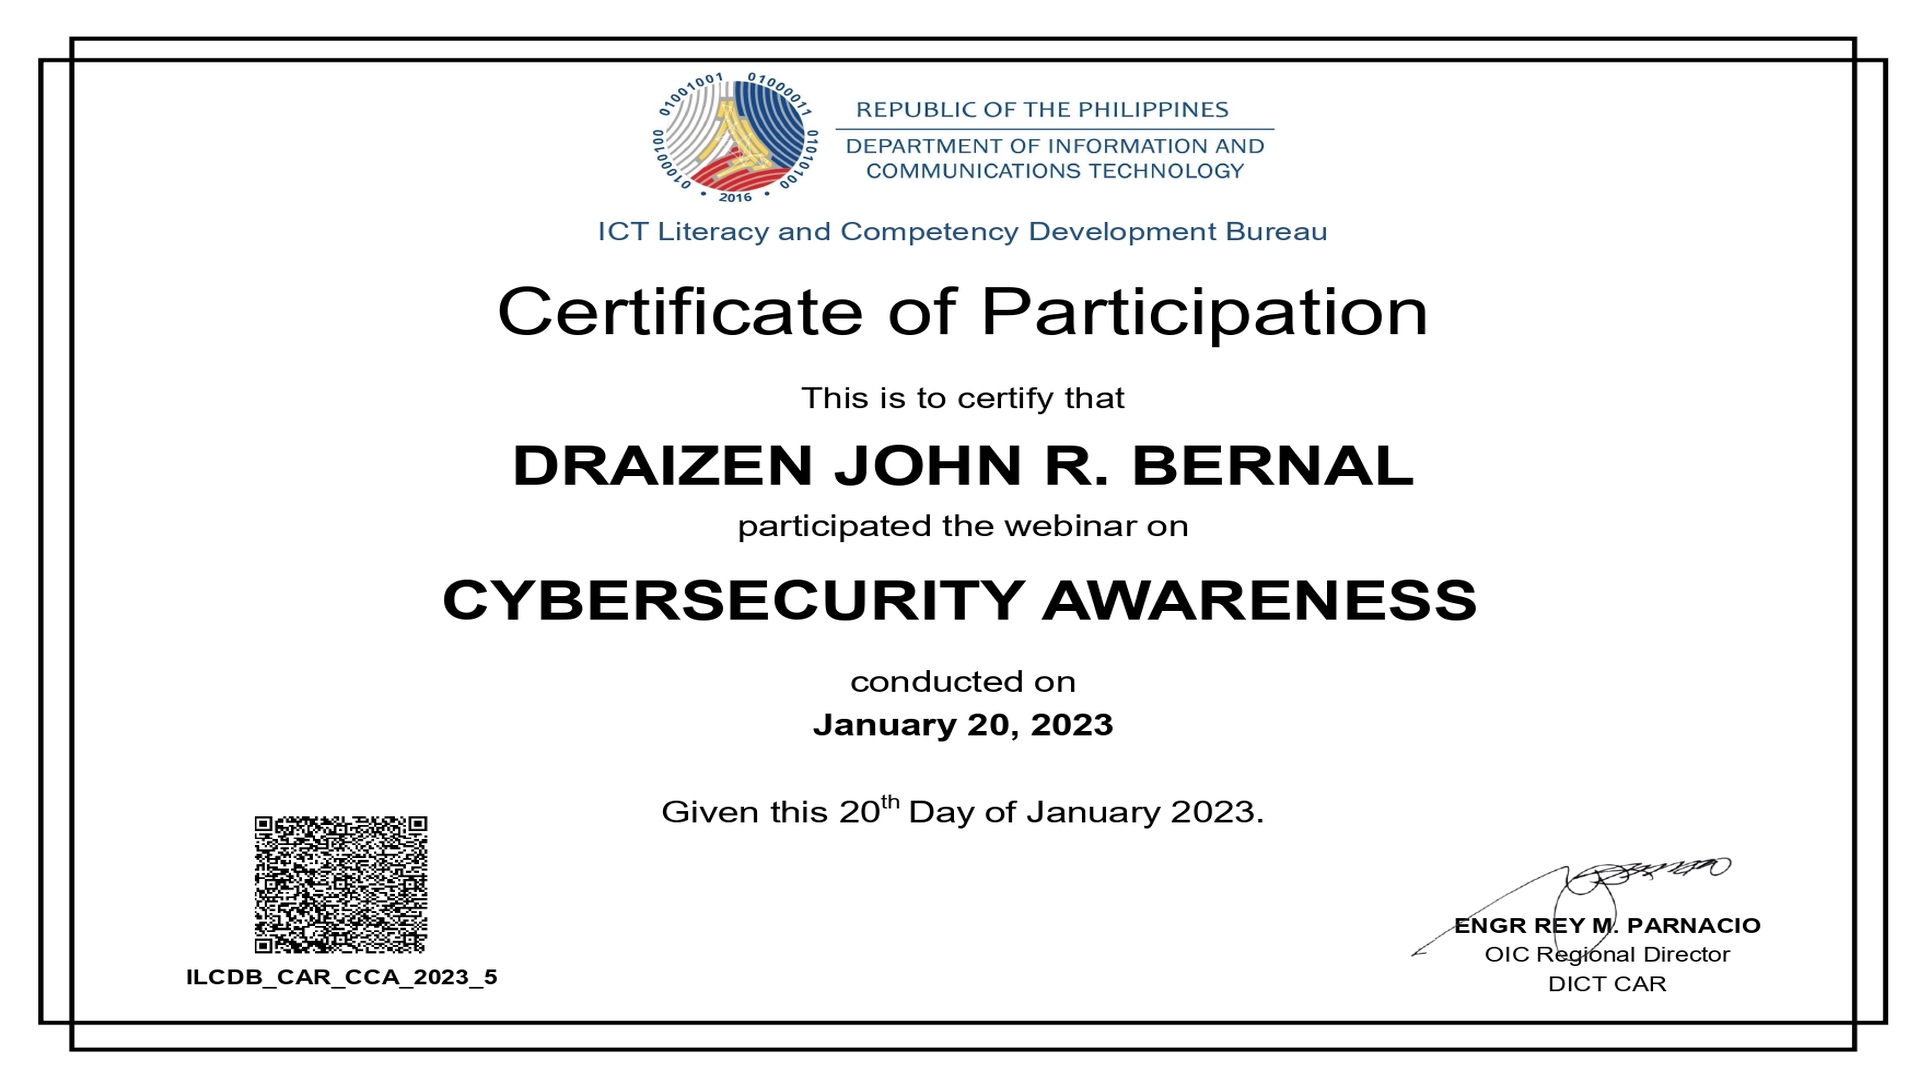 01001001 01000011
01000100 01010100
• 2016 •
REPUBLIC OF THE PHILIPPINES
DEPARTMENT OF INFORMATION AND
COMMUNICATIONS TECHNOLOGY
ICT Literacy and Competency Development Bureau
Certificate of Participation
This is to certify that
DRAIZEN JOHN R. BERNAL
participated the webinar on
CYBERSECURITY AWARENESS
conducted on
January 20, 2023
Given this 20th Day of January 2023.
ILCDB_CAR_CCA_2023_5
ENGR REY M. PARNACIO
OIC Regional Director
DICT CAR